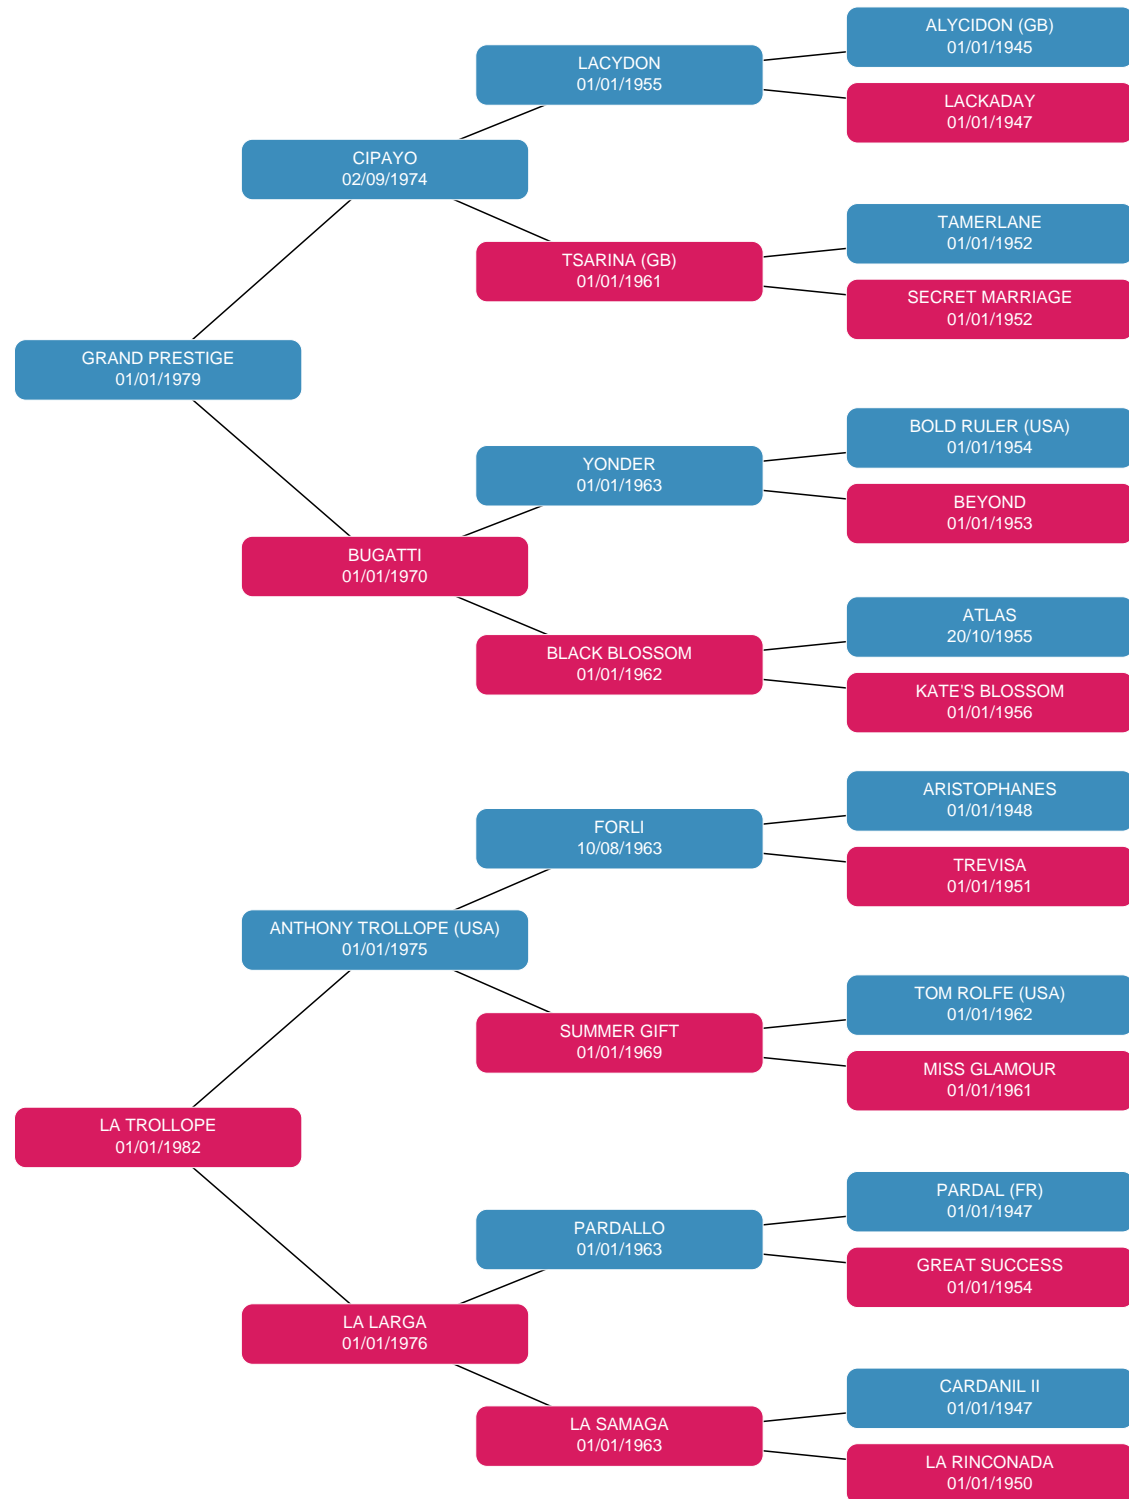 ALYCIDON (GB)
01/01/1945
LACYDON
01/01/1955
LACKADAY
01/01/1947
CIPAYO
02/09/1974
TAMERLANE
01/01/1952
TSARINA (GB)
01/01/1961
SECRET MARRIAGE
01/01/1952
GRAND PRESTIGE
01/01/1979
BOLD RULER (USA)
01/01/1954
YONDER
01/01/1963
BEYOND
01/01/1953
BUGATTI
01/01/1970
ATLAS
20/10/1955
BLACK BLOSSOM
01/01/1962
KATE'S BLOSSOM
01/01/1956
ARISTOPHANES
01/01/1948
FORLI
10/08/1963
TREVISA
01/01/1951
ANTHONY TROLLOPE (USA)
01/01/1975
TOM ROLFE (USA)
01/01/1962
SUMMER GIFT
01/01/1969
MISS GLAMOUR
01/01/1961
LA TROLLOPE
01/01/1982
PARDAL (FR)
01/01/1947
PARDALLO
01/01/1963
GREAT SUCCESS
01/01/1954
LA LARGA
01/01/1976
CARDANIL II
01/01/1947
LA SAMAGA
01/01/1963
LA RINCONADA
01/01/1950